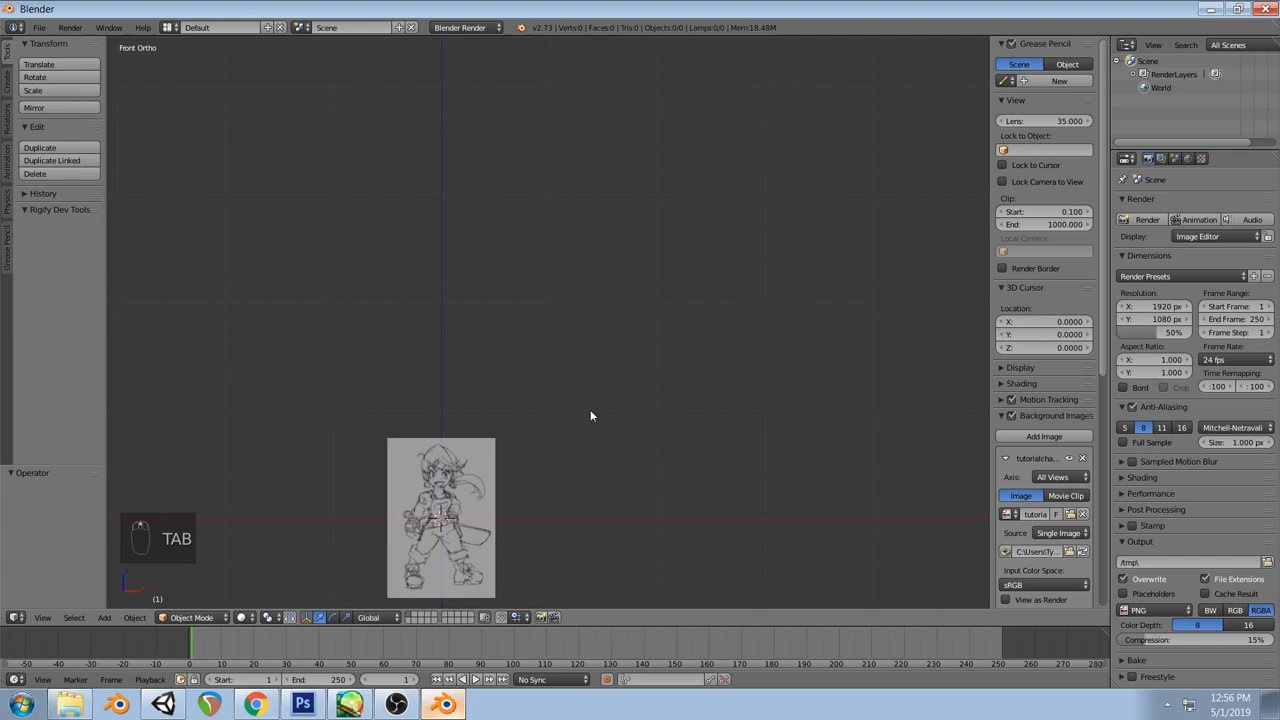 Blender
File Render Window Help Default Scene Blender Render v2.73 | Verts:0 | Faces:0 | Tris:0 | Objects:0/0 | Lamps:0/0 | Mem:18.48M
Tools
Create
Relations
Animation
Physics
Grease Pencil
Transform
Translate
Rotate
Scale
Mirror
Edit
Duplicate
Duplicate Linked
Delete
History
Rigify Dev Tools
Operator
Front Ortho
TAB
(1)
Grease Pencil
Scene Object
New
View
Lens: 35.000
Lock to Object:
Lock to Cursor
Lock Camera to View
Clip:
Start: 0.100
End: 1000.000
Local Camera:
Render Border
3D Cursor
Location:
X: 0.0000
Y: 0.0000
Z: 0.0000
Display
Shading
Motion Tracking
Background Images
Add Image
tutorialcha...
Axis: All Views
Image Movie Clip
tutoria F
Source Single Image
C:\Users\Ty...
Input Color Space:
sRGB
View as Render
View Search All Scenes
Scene
RenderLayers
World
Scene
Render
Render Animation Audio
Display: Image Editor
Dimensions
Render Presets
Resolution: Frame Range:
X: 1920 px Start Frame: 1
Y: 1080 px End Frame: 250
50% Frame Step: 1
Aspect Ratio: Frame Rate:
X: 1.000 24 fps
Y: 1.000 Time Remapping:
Bord Crop :100 :100
Anti-Aliasing
5 8 11 16 Mitchell-Netravali
Full Sample Size: 1.000 px
Sampled Motion Blur
Shading
Performance
Post Processing
Stamp
Output
/tmp\
Overwrite File Extensions
Placeholders Cache Result
PNG BW RGB RGBA
Color Depth: 8 16
Compression: 15%
Bake
Freestyle
View Select Add Object Object Mode Global
-50 -40 -30 -20 -10 0 10 20 30 40 50 60 70 80 90 100 110 120 130 140 150 160 170 180 190 200 210 220 230 240 250 260 270 280
View Marker Frame Playback Start: 1 End: 250 1 No Sync
Ps
12:56 PM
5/1/2019